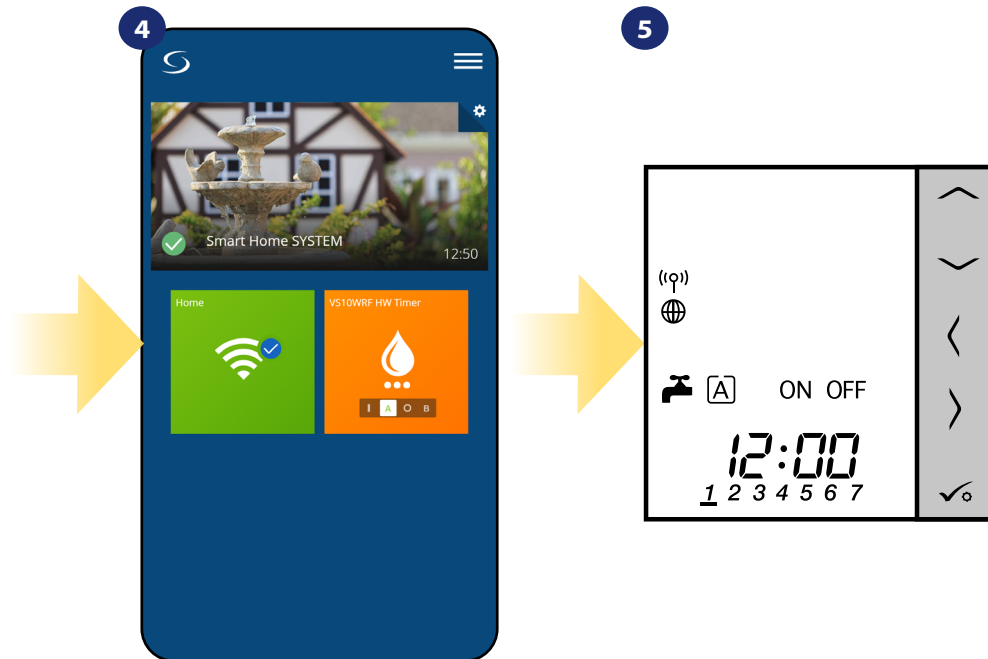 4
Smart Home SYSTEM
12:50
Home
VS10WRF HW Timer
I A O B
5
A ON OFF
12:00
1 2 3 4 5 6 7